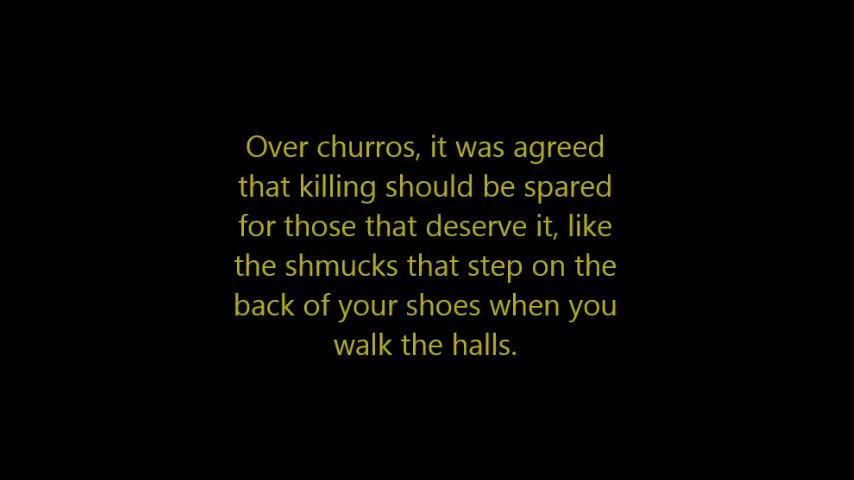 Over churros, it was agreed
that killing should be spared
for those that deserve it, like
the shmucks that step on the
back of your shoes when you
walk the halls.